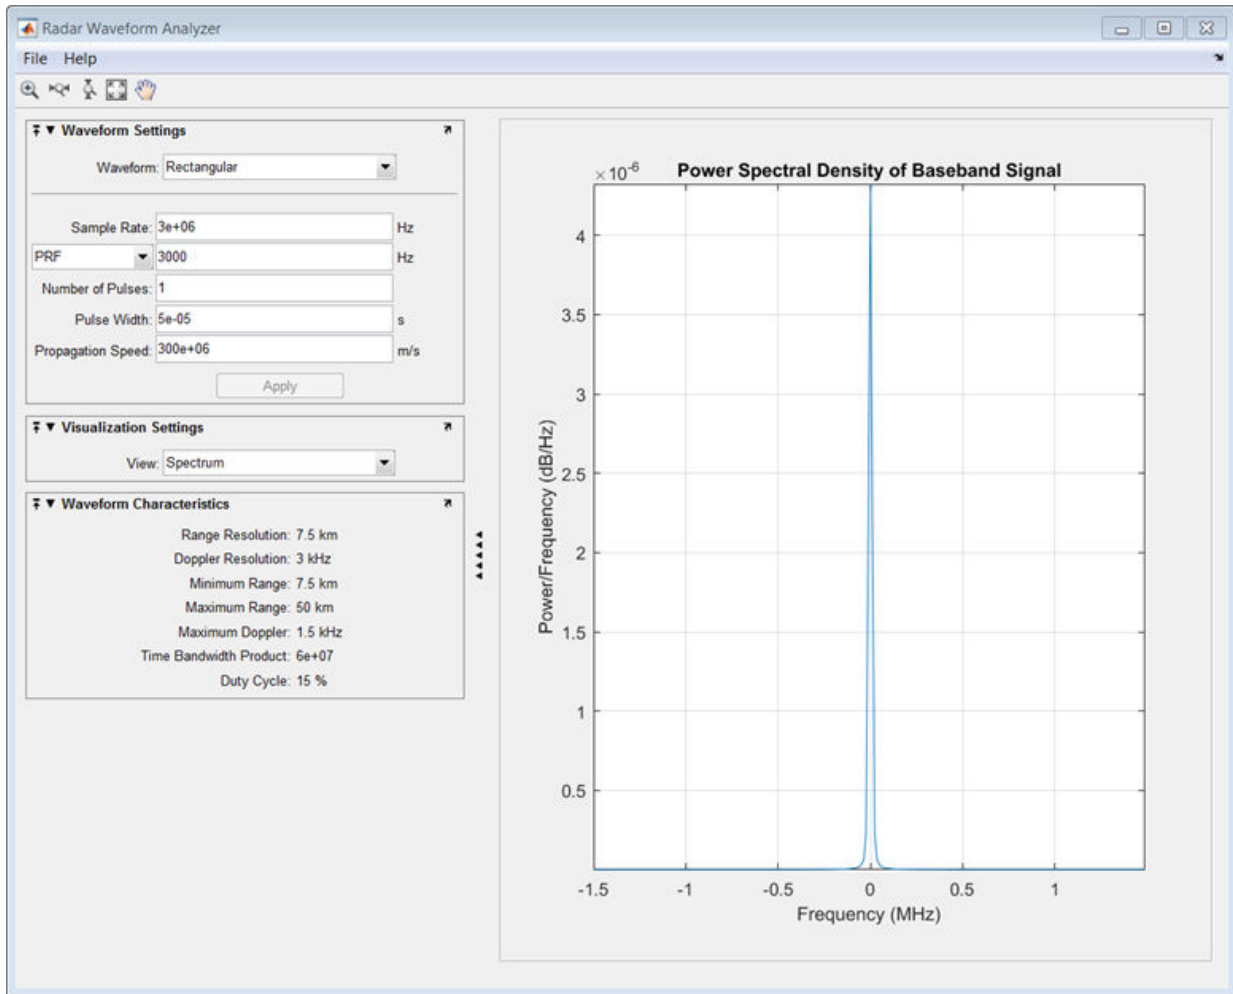 Radar Waveform Analyzer
File Help
Waveform Settings
Waveform: Rectangular
Sample Rate: 3e+06 Hz
PRF 3000 Hz
Number of Pulses: 1
Pulse Width: 5e-05 s
Propagation Speed: 300e+06 m/s
Apply
Visualization Settings
View: Spectrum
Waveform Characteristics
Range Resolution: 7.5 km
Doppler Resolution: 3 kHz
Minimum Range: 7.5 km
Maximum Range: 50 km
Maximum Doppler: 1.5 kHz
Time Bandwidth Product: 6e+07
Duty Cycle: 15 %
×10-6 Power Spectral Density of Baseband Signal
4
3.5
3
2.5
2
1.5
1
0.5
Power/Frequency (dB/Hz)
-1.5 -1 -0.5 0 0.5 1
Frequency (MHz)